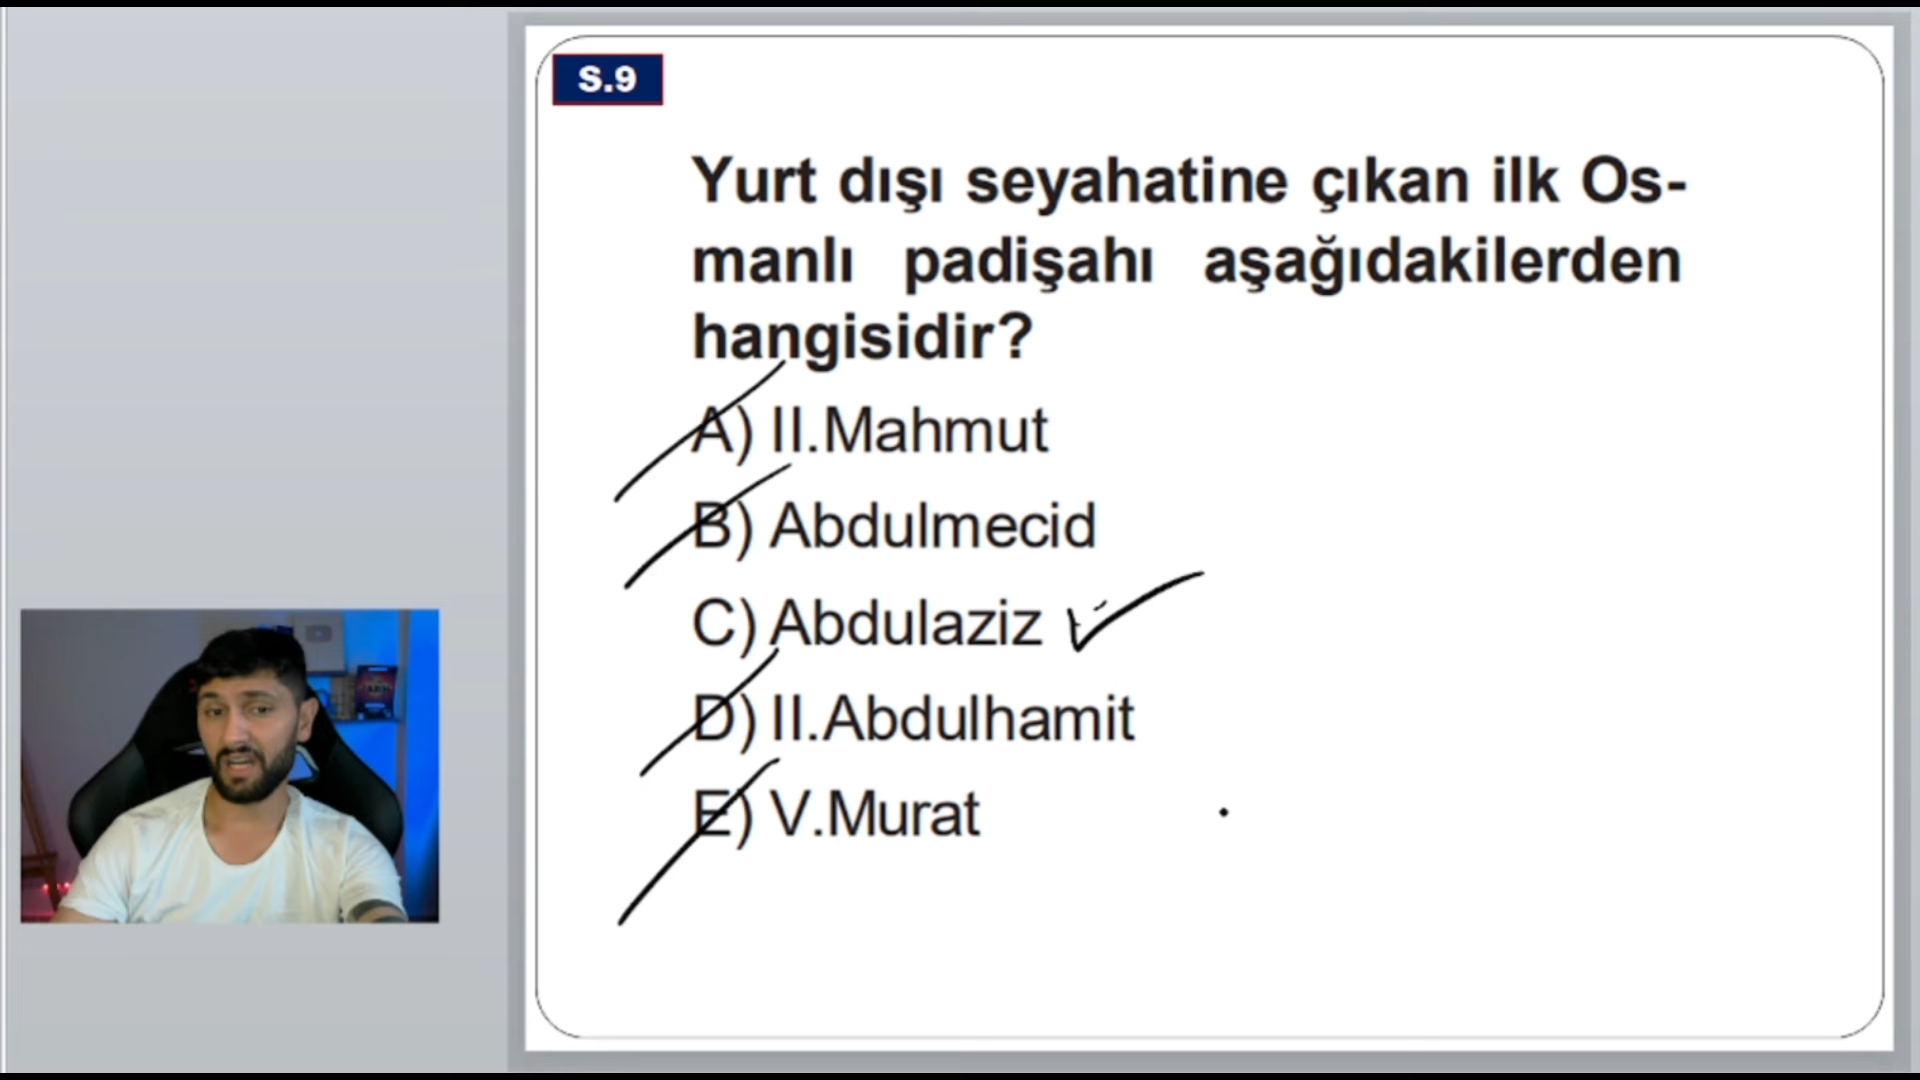 S.9
Yurt dışı seyahatine çıkan ilk Os-
manlı padişahı aşağıdakilerden
hangisidir?
A) II.Mahmut
B) Abdulmecid
C) Abdulaziz
D) II.Abdulhamit
E) V.Murat